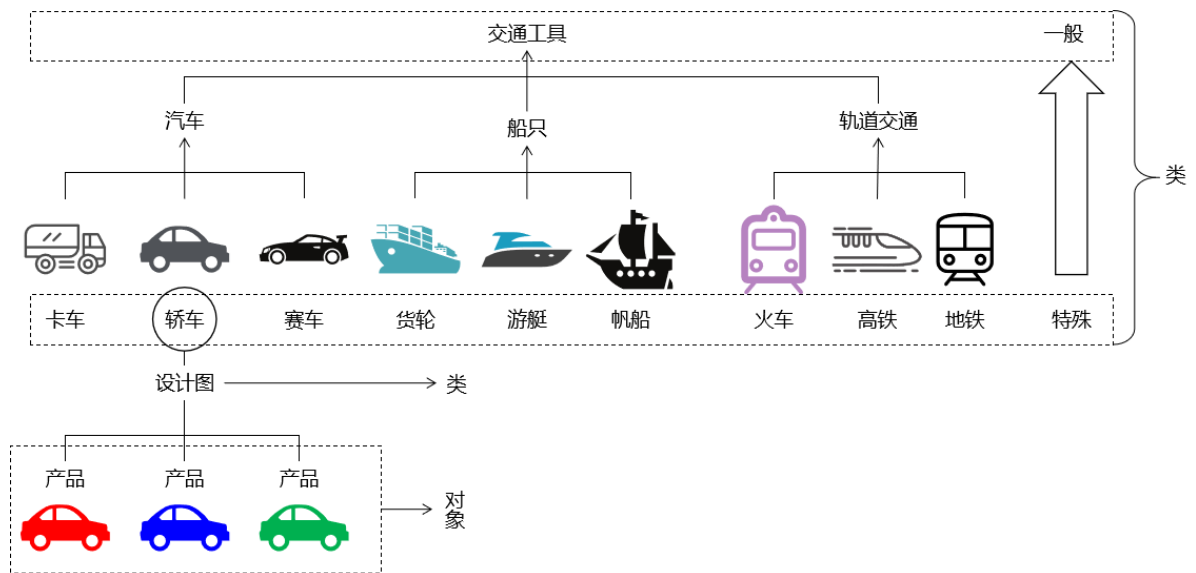 交通工具
一般
汽车
船只
轨道交通
类
卡车
轿车
赛车
货轮
游艇
帆船
火车
高铁
地铁
特殊
设计图
类
产品
产品
产品
对象